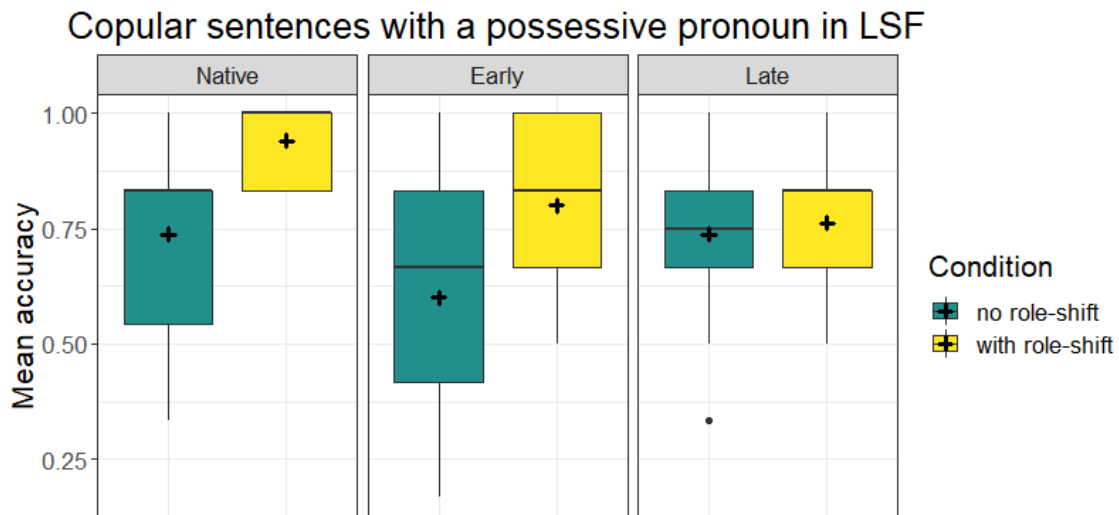 Copular sentences with a possessive pronoun in LSF
Native
Early
Late
1.00
0.75
0.50
0.25
Mean accuracy
Condition
no role-shift
with role-shift